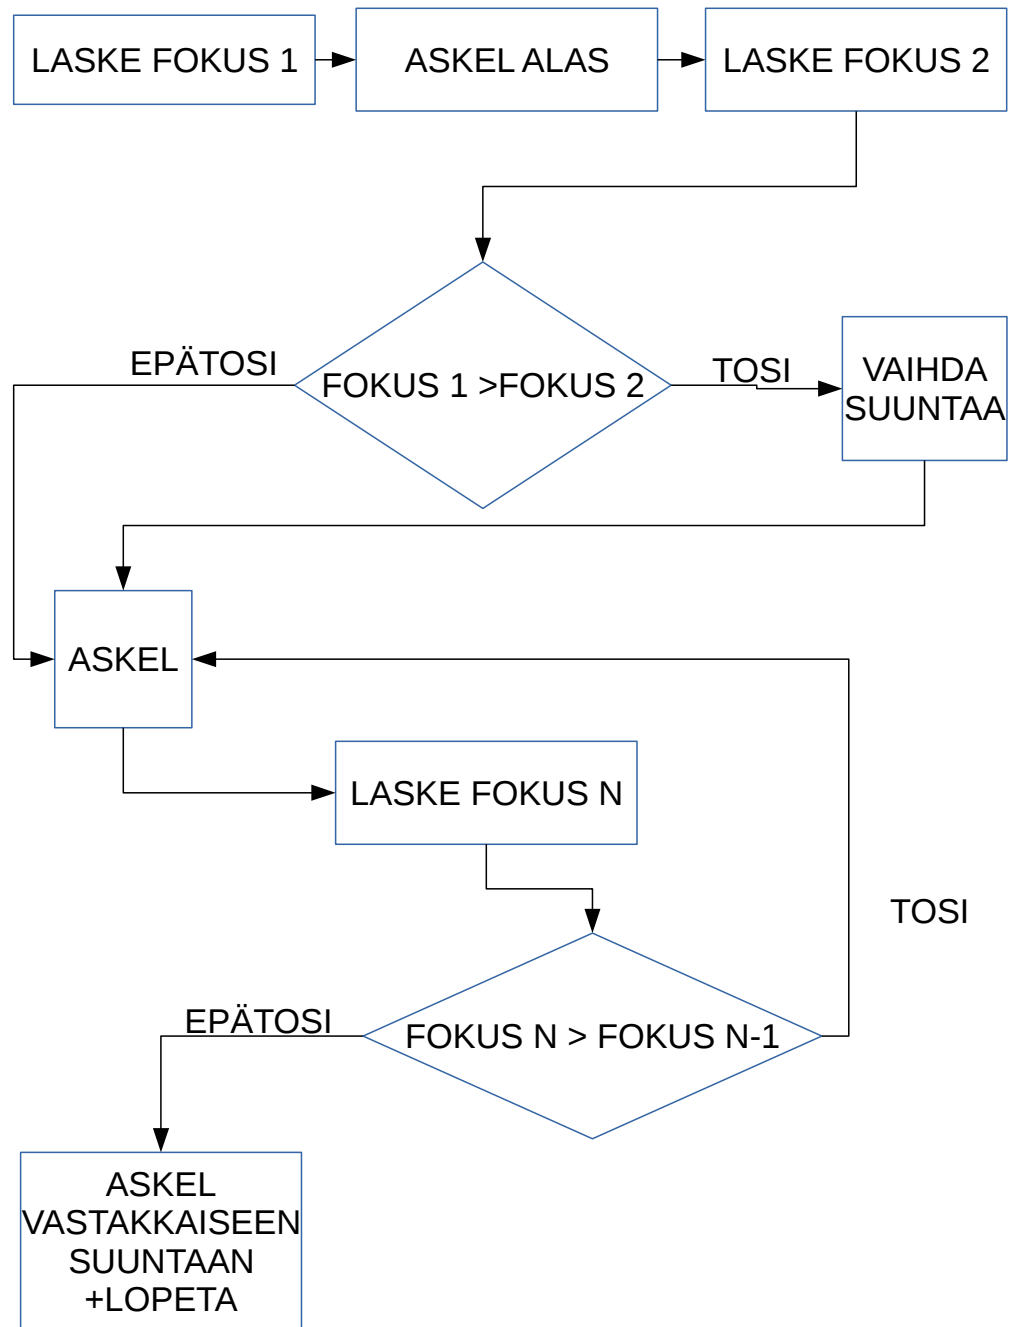 LASKE FOKUS 1
ASKEL ALAS
LASKE FOKUS 2
EPÄTOSI
FOKUS 1 >FOKUS 2
TOSI
VAIHDA
SUUNTAA
ASKEL
LASKE FOKUS N
TOSI
EPÄTOSI
FOKUS N > FOKUS N-1
ASKEL
VASTAKKAISEEN
SUUNTAAN
+LOPETA